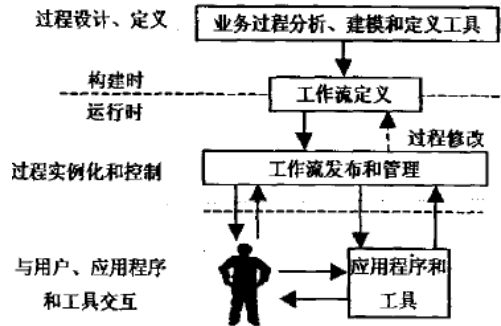 过程设计、定义
业务过程分析、建模和定义工具
构建时
工作流定义
运行时
过程修改
过程实例化和控制
工作流发布和管理
与用户、应用程序
和工具交互
应用程序和
工具